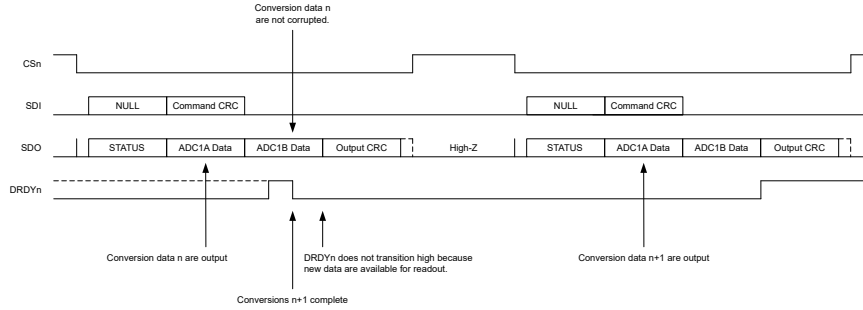 Conversion data n
are not corrupted.
CSn
SDI
NULL
Command CRC
NULL
Command CRC
SDO
STATUS
ADC1A Data
ADC1B Data
Output CRC
High-Z
STATUS
ADC1A Data
ADC1B Data
Output CRC
DRDYn
Conversion data n are output
DRDYn does not transition high because
new data are available for readout.
Conversion data n+1 are output
Conversions n+1 complete